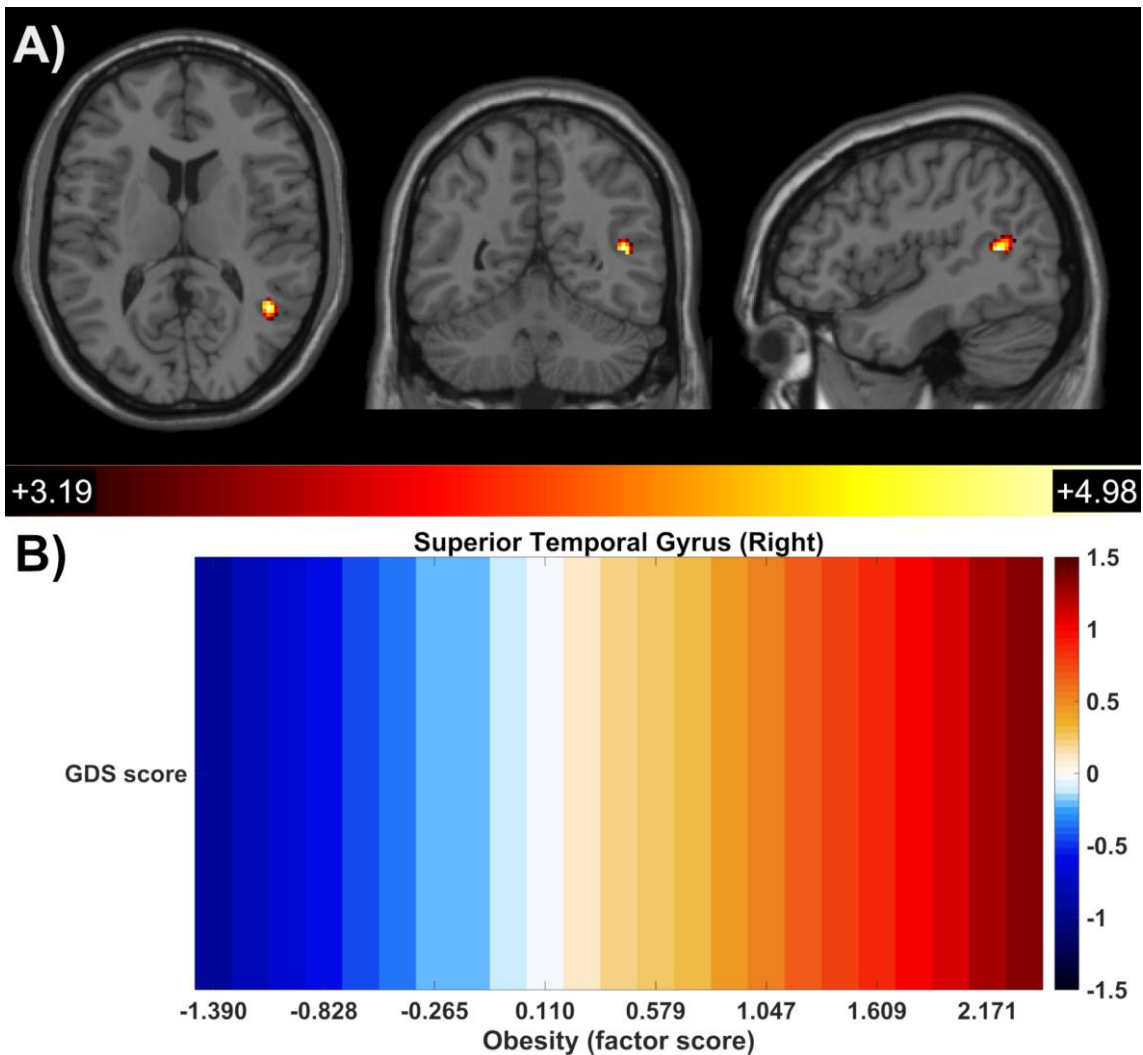 A)
+3.19
+4.98
B)
Superior Temporal Gyrus (Right)
1.5
1
0.5
0
-0.5
-1
-1.5
GDS score
-1.390 -0.828 -0.265 0.110 0.579 1.047 1.609 2.171
Obesity (factor score)